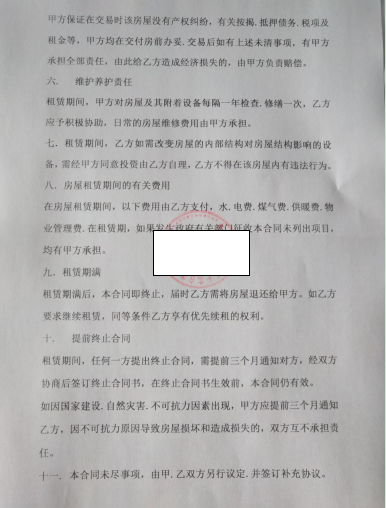 甲方保证在交易时该房屋没有产权纠纷，有关按揭.抵押债务.税项及
租金等，甲方均在交付房前办妥.交易后如有上述未清事项，有甲方
承担全部责任，由此给乙方造成经济损失的，由甲方负责赔偿。
六. 维护养护责任
租赁期间，甲方对房屋及其附着设备每隔一年检查.修缮一次，乙方
应予积极协助，日常的房屋维修费用由甲方承担。
七. 租赁期间，乙方如需改变房屋的内部结构对房屋结构影响的设
备，需经甲方同意投资由乙方自理，乙方不得在该房屋内有违法行为。
八. 房屋租赁期间的有关费用
在房屋租赁期间，以下费用由乙方支付，水.电费.煤气费.供暖费.物
业管理费.在租赁期，如果发生政府有关部门征收本合同未列出项目，
均有甲方承担。
九. 租赁期满
租赁期满后，本合同即终止，届时乙方需将房屋退还给甲方。如乙方
要求继续租赁，同等条件乙方享有优先续租的权利。
十. 提前终止合同
租赁期间，任何一方提出终止合同，需提前三个月通知对方，经双方
协商后签订终止合同书，在终止合同书生效前，本合同仍有效。
如因国家建设.自然灾害.不可抗力因素出现，甲方应提前三个月通知
乙方，因不可抗力原因导致房屋损坏和造成损失的，双方互不承担责
任。
十一. 本合同未尽事项，由甲.乙双方另行议定.并签订补充协议。